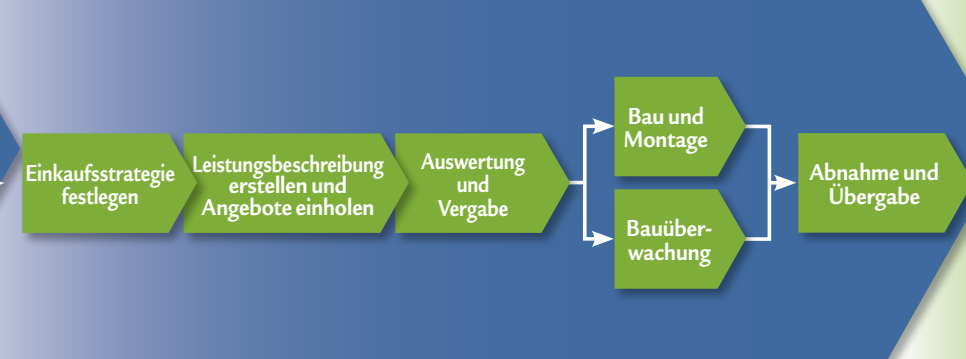 Einkaufsstrategie
festlegen
Leistungsbeschreibung
erstellen und
Angebote einholen
Auswertung
und
Vergabe
Bau und
Montage
Bauüber-
wachung
Abnahme und
Übergabe